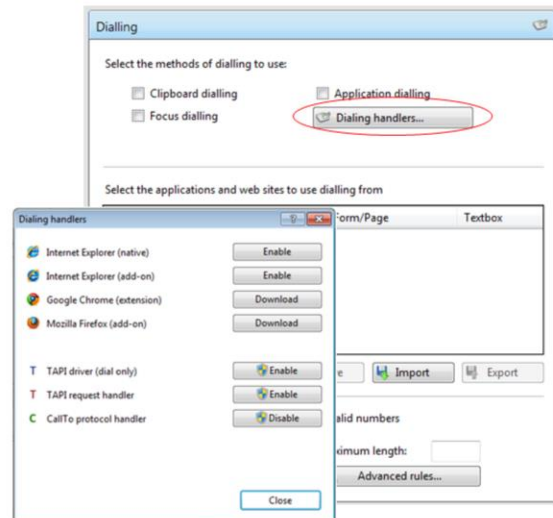 Dialling
Select the methods of dialling to use:
Clipboard dialling
Application dialling
Focus dialling
Dialing handlers...
Select the applications and web sites to use dialling from
Form/Page
Textbox
Import
Export
alid numbers
ximum length:
Advanced rules...
Dialing handlers
Internet Explorer (native)
Enable
Internet Explorer (add-on)
Enable
Google Chrome (extension)
Download
Mozilla Firefox (add-on)
Download
T TAPI driver (dial only)
Enable
T TAPI request handler
Enable
C CallTo protocol handler
Disable
Close